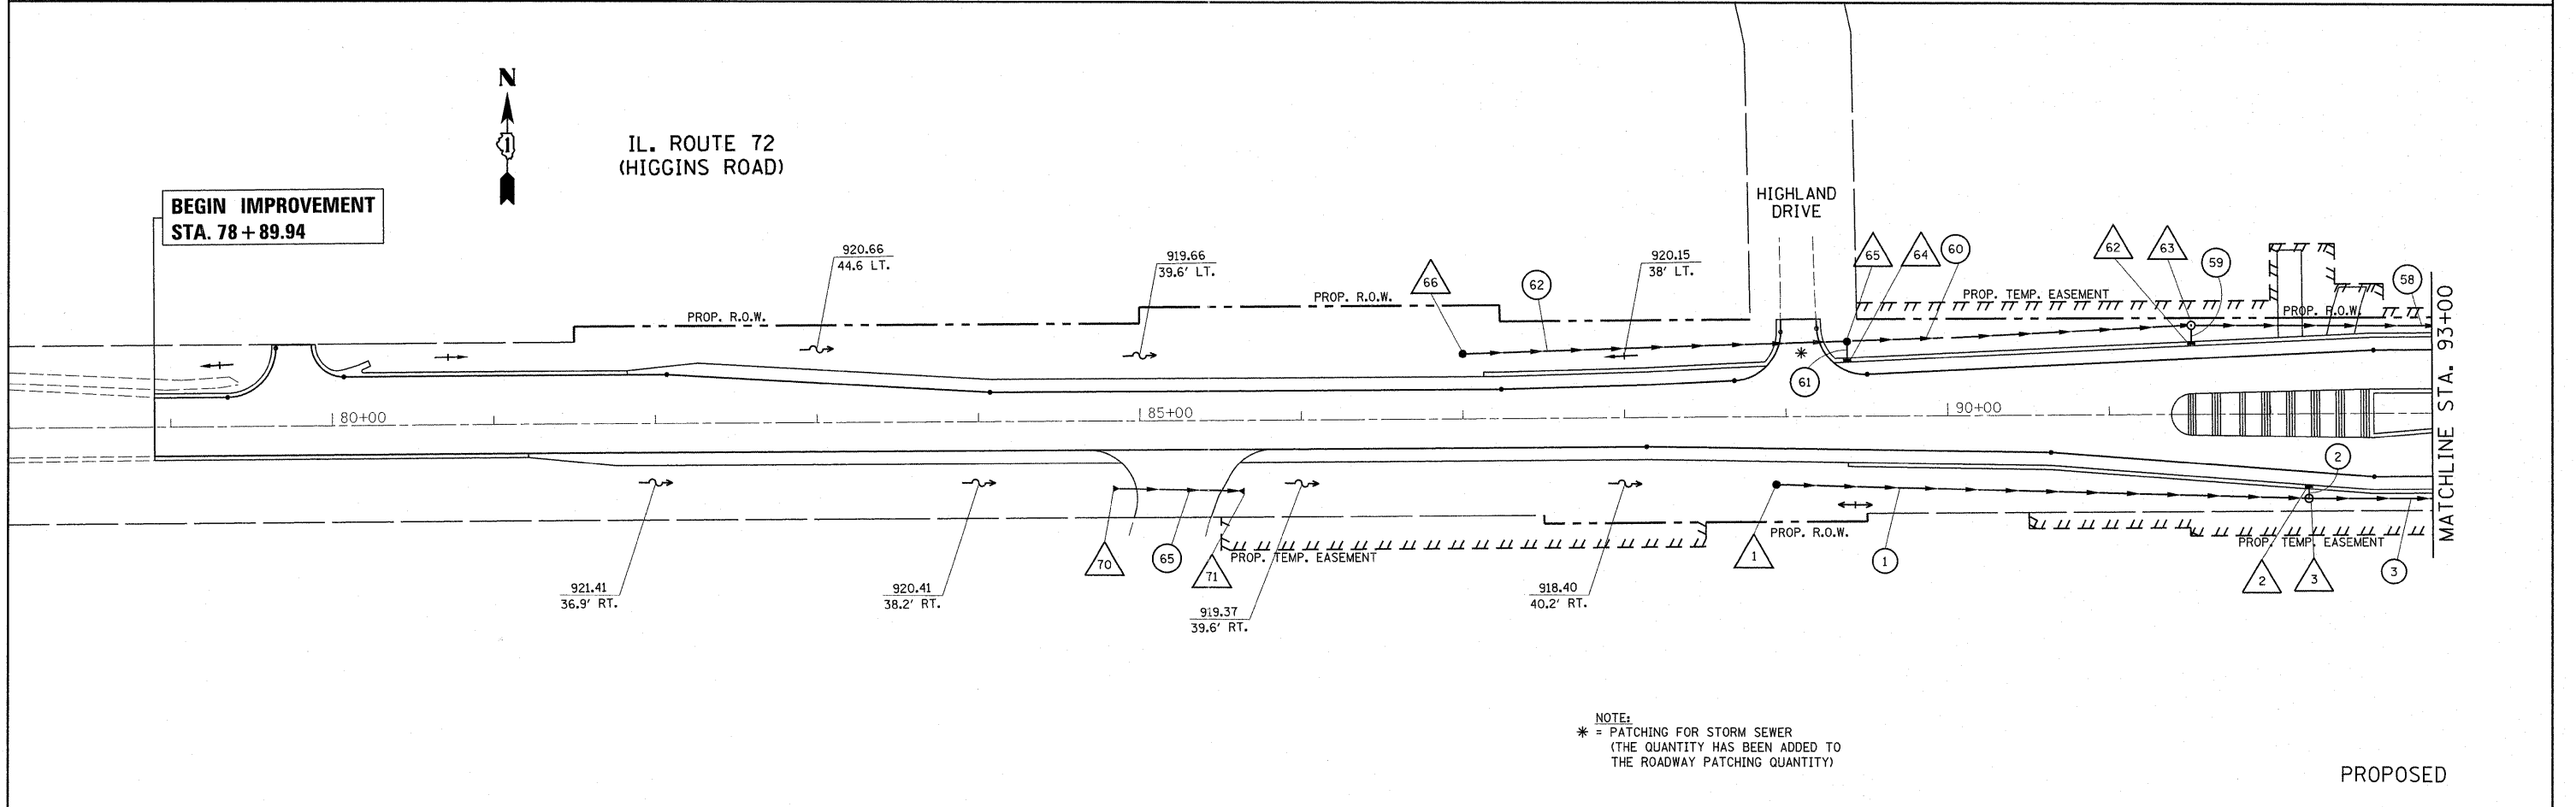 N
1
IL. ROUTE 72
(HIGGINS ROAD)
BEGIN IMPROVEMENT
STA. 78+89.94
HIGHLAND
DRIVE
920.66
44.6 LT.
919.66
39.6' LT.
920.15
38' LT.
66
62
65
64
60
62
63
59
58
PROP. R.O.W.
PROP. R.O.W.
PROP. TEMP. EASEMENT
PROP. R.O.W.
61
80+00
85+00
90+00
MATCHLINE STA. 93+00
2
70
65
71
PROP. TEMP. EASEMENT
1
PROP. R.O.W.
1
PROP. TEMP. EASEMENT
2
3
3
921.41
36.9' RT.
920.41
38.2' RT.
919.37
39.6' RT.
918.40
40.2' RT.
NOTE:
* = PATCHING FOR STORM SEWER
(THE QUANTITY HAS BEEN ADDED TO
THE ROADWAY PATCHING QUANTITY)
PROPOSED